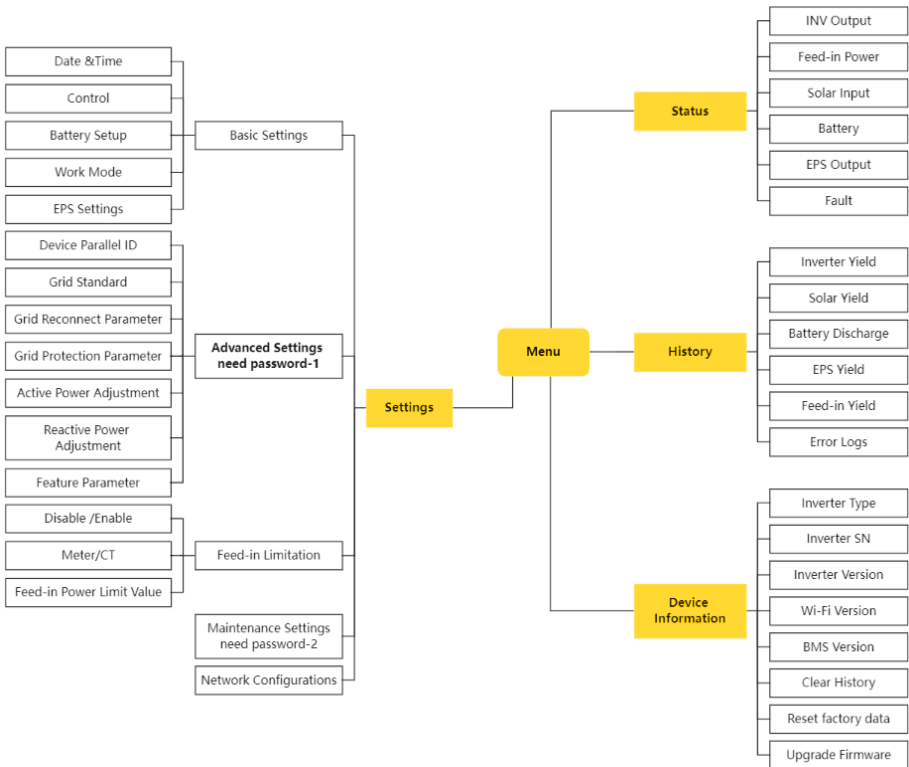 Menu
Status
INV Output
Feed-in Power
Solar Input
Battery
EPS Output
Fault
History
Inverter Yield
Solar Yield
Battery Discharge
EPS Yield
Feed-in Yield
Error Logs
Device
Information
Inverter Type
Inverter SN
Inverter Version
Wi-Fi Version
BMS Version
Clear History
Reset factory data
Upgrade Firmware
Settings
Basic Settings
Date &Time
Control
Battery Setup
Work Mode
EPS Settings
Advanced Settings
need password-1
Device Parallel ID
Grid Standard
Grid Reconnect Parameter
Grid Protection Parameter
Active Power Adjustment
Reactive Power
Adjustment
Feature Parameter
Feed-in Limitation
Disable /Enable
Meter/CT
Feed-in Power Limit Value
Maintenance Settings
need password-2
Network Configurations